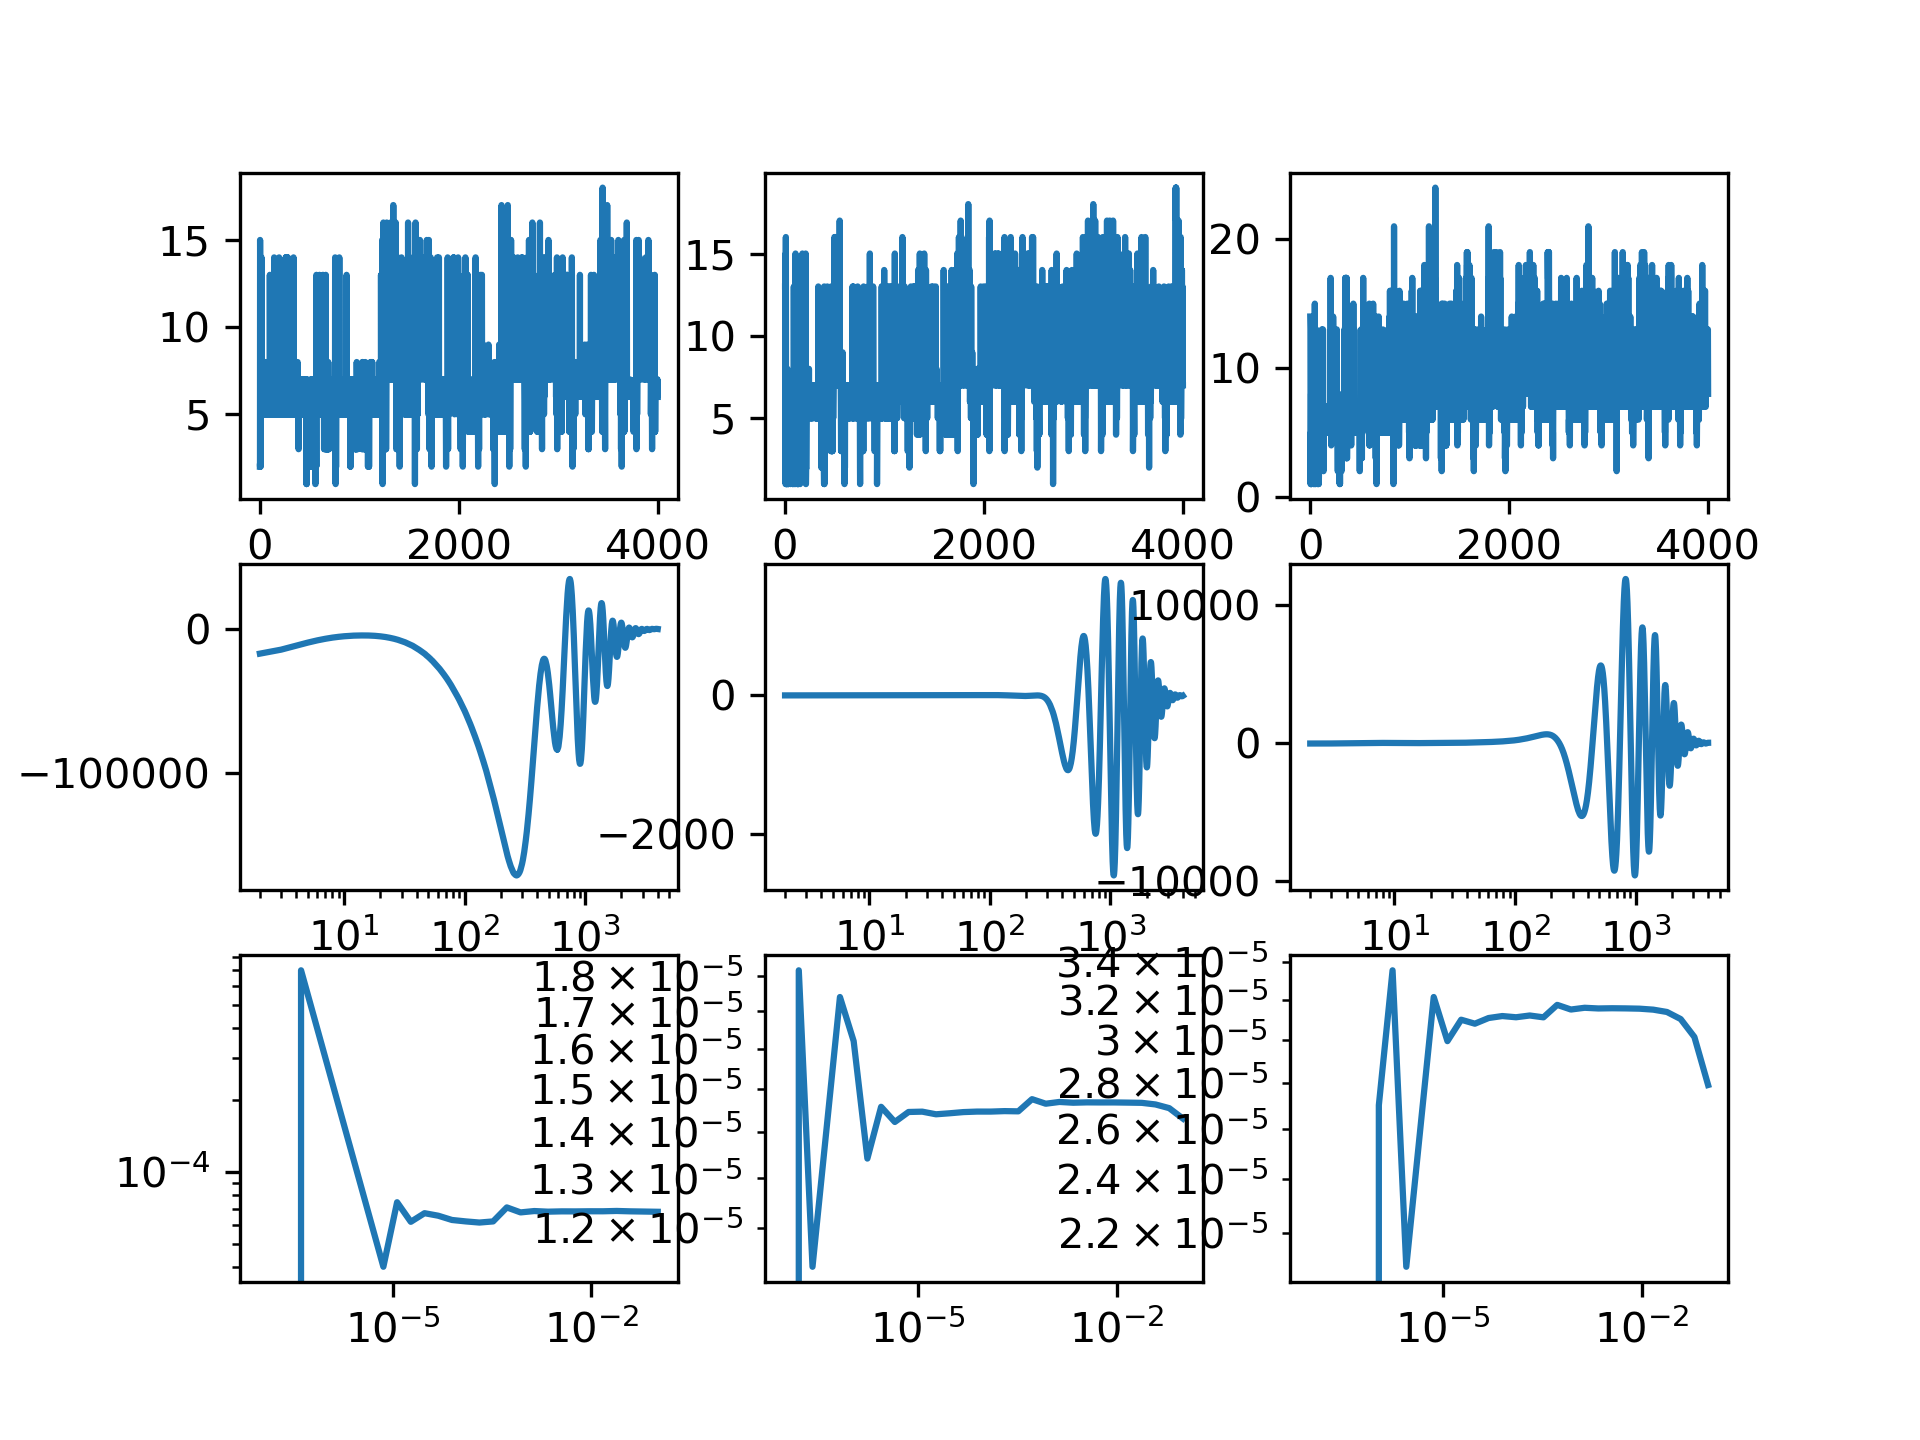 15
10
5
0 2000 4000
15
10
5
0 2000 4000
20
10
0
0 2000 4000
0
−100000
10¹ 10² 10³
0
−2000
10¹ 10² 10³
10000
0
−10000
10¹ 10² 10³
10⁻⁴
10⁻⁵ 10⁻²
1.8 × 10⁻⁵
1.7 × 10⁻⁵
1.6 × 10⁻⁵
1.5 × 10⁻⁵
1.4 × 10⁻⁵
1.3 × 10⁻⁵
1.2 × 10⁻⁵
10⁻⁵ 10⁻²
3.4 × 10⁻⁵
3.2 × 10⁻⁵
3 × 10⁻⁵
2.8 × 10⁻⁵
2.6 × 10⁻⁵
2.4 × 10⁻⁵
2.2 × 10⁻⁵
10⁻⁵ 10⁻²